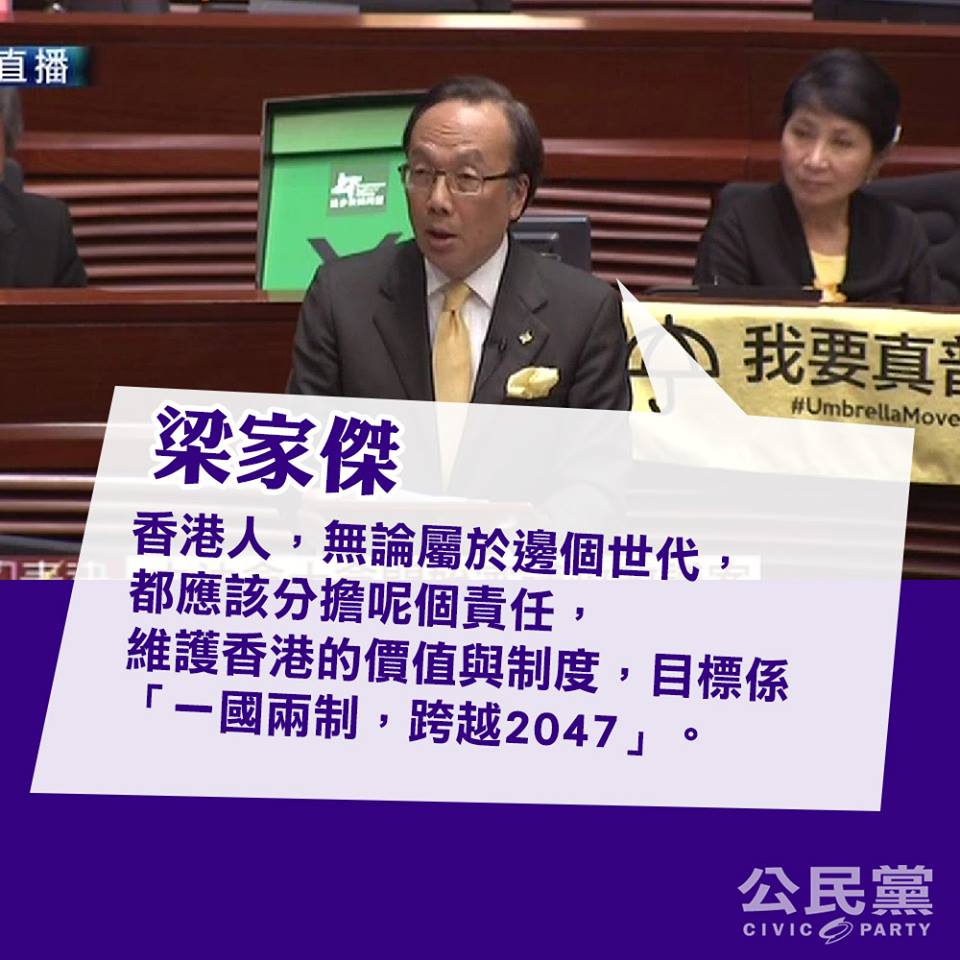 直播
我要真
#UmbrellaMove
梁家傑
香港人，無論屬於邊個世代，
都應該分擔呢個責任，
維護香港的價值與制度，目標係
「一國兩制，跨越2047」。
公民黨
CIVIC PARTY